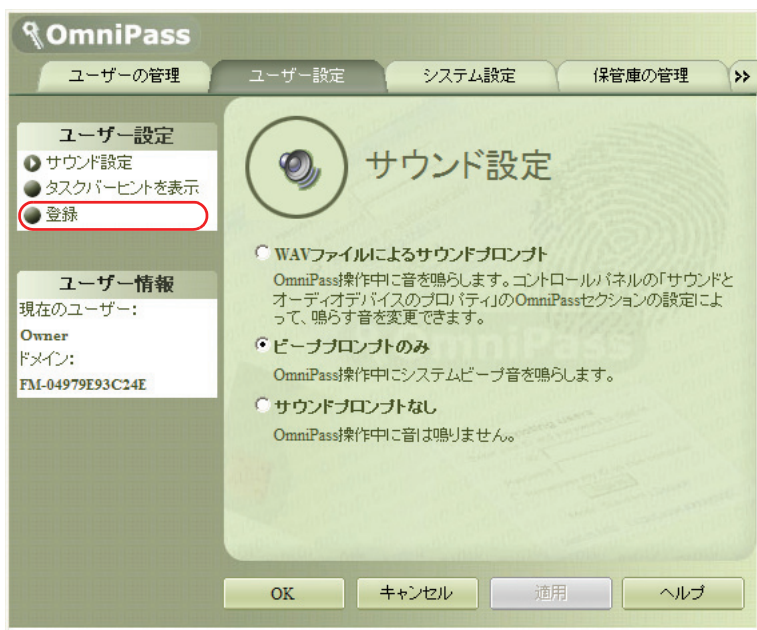 OmniPass
ユーザーの管理
ユーザー設定
システム設定
保管庫の管理
ユーザー設定
サウンド設定
タスクバーヒントを表示
登録
ユーザー情報
現在のユーザー:
Owner
ドメイン:
FM-04979E93C24E
サウンド設定
WAVファイルによるサウンドプロンプト
OmniPass操作中に音を鳴らします。コントロールパネルの「サウンドと
オーディオデバイスのプロパティ」のOmniPassセクションの設定によ
って、鳴らす音を変更できます。
ビーププロンプトのみ
OmniPass操作中にシステムビープ音を鳴らします。
サウンドプロンプトなし
OmniPass操作中に音は鳴りません。
OK
キャンセル
適用
ヘルプ